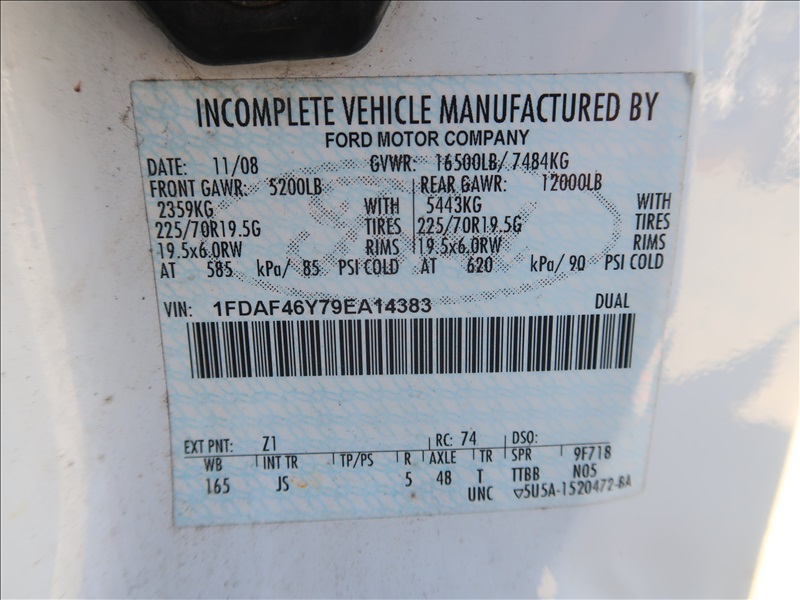 INCOMPLETE VEHICLE MANUFACTURED BY
FORD MOTOR COMPANY
DATE: 11/08 GVWR: 16500LB/ 7484KG
FRONT GAWR: 5200LB REAR GAWR: 12000LB
2359KG WITH 5443KG WITH
225/70R19.5G TIRES 225/70R19.5G TIRES
19.5x6.0RW RIMS 19.5x6.0RW RIMS
AT 585 kPa/ 85 PSI COLD AT 620 kPa/ 90 PSI COLD
VIN: 1FDAF46Y79EA14383 DUAL
EXT PNT: Z1 RC: 74 DSO:
WB INT TR TP/PS R AXLE TR SPR 9F718
165 JS 5 48 T TTBB N05
UNC ▽5U5A-1520472-BA